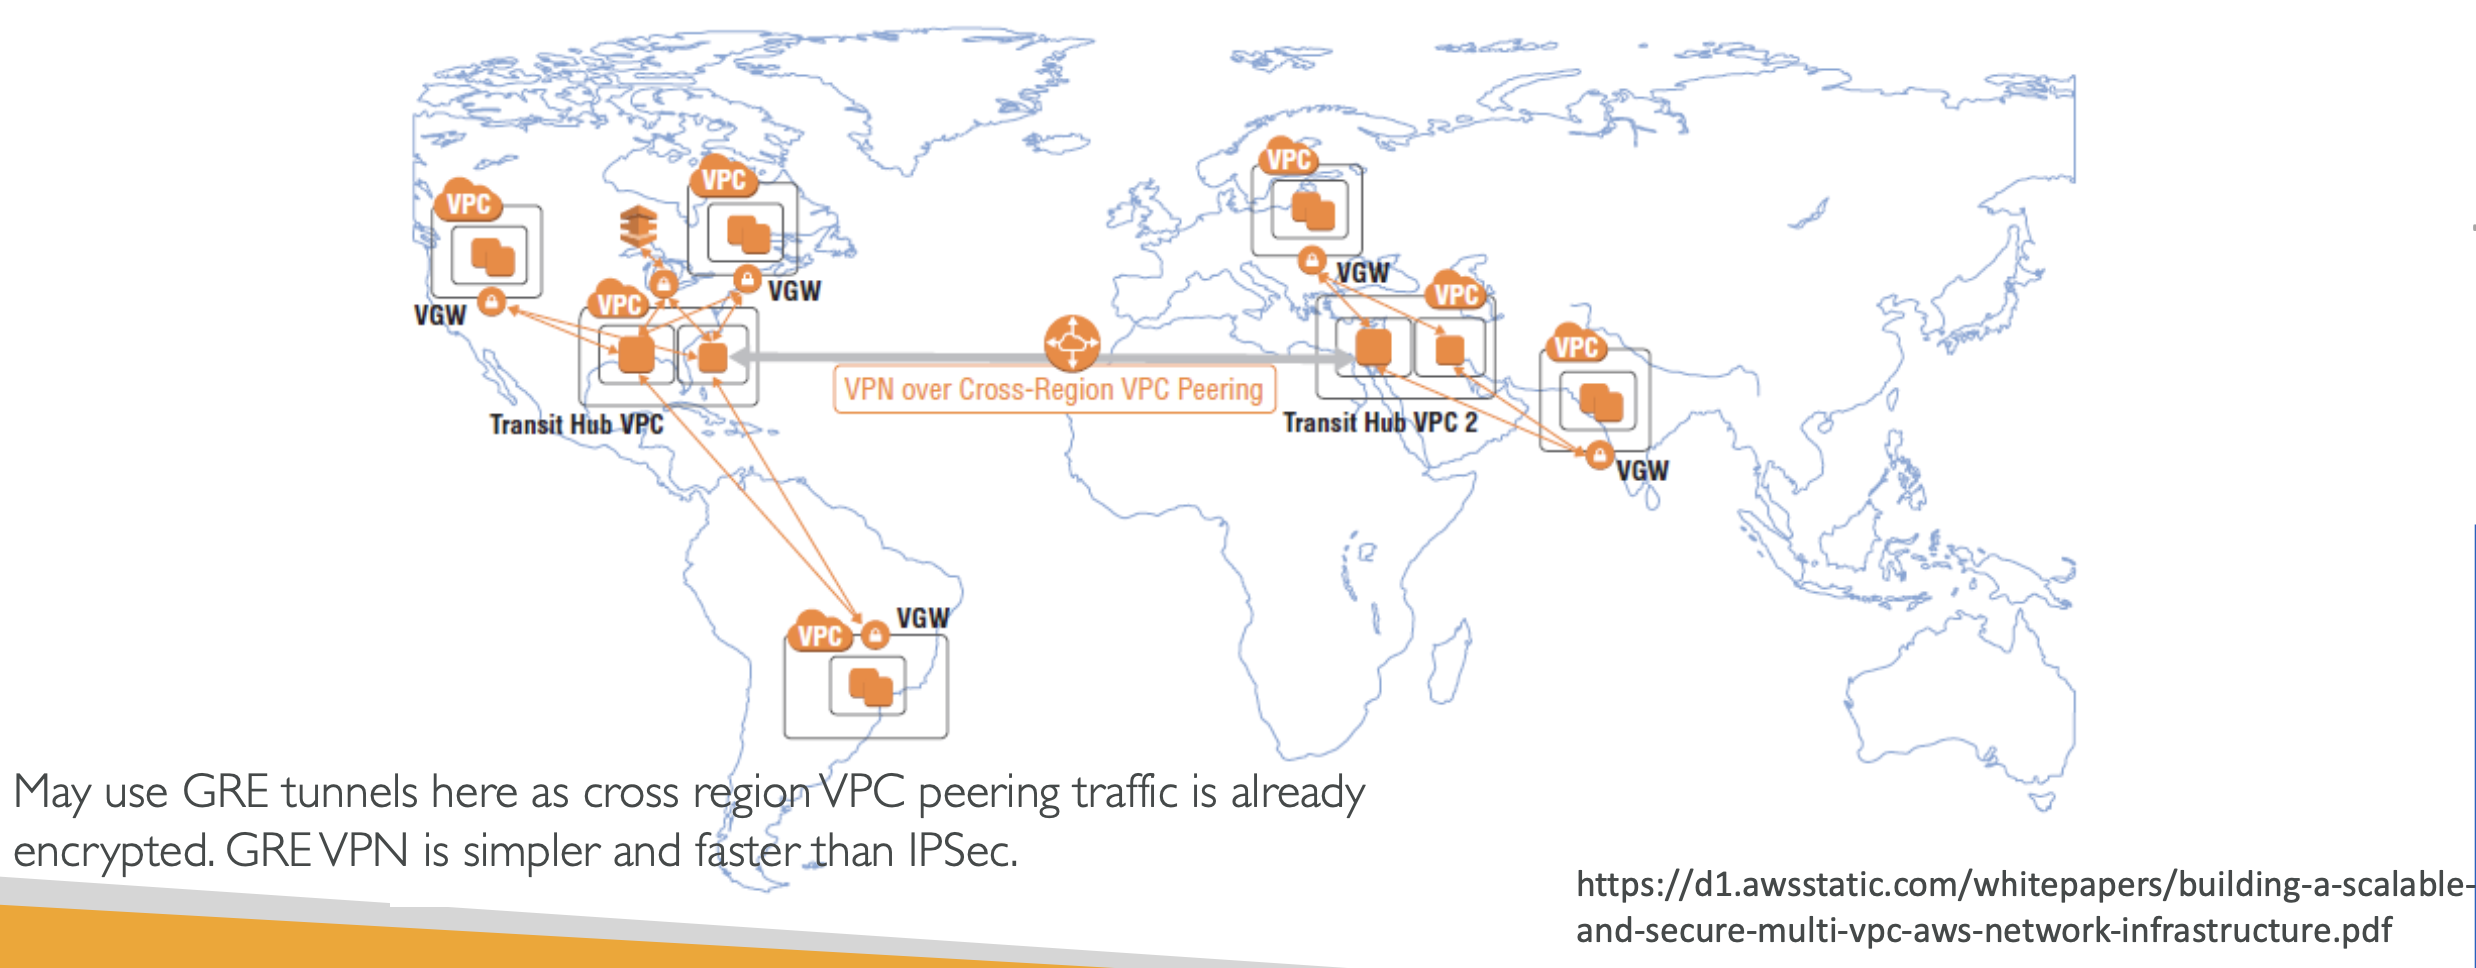 VPC
VPC
VPC
VGW
VGW
VPC
VGW
VPC
VGW
VPC
VPN over Cross-Region VPC Peering
Transit Hub VPC
Transit Hub VPC 2
VPC
VGW
VGW
VPC
May use GRE tunnels here as cross region VPC peering traffic is already
encrypted. GRE VPN is simpler and faster than IPSec.
https://d1.awsstatic.com/whitepapers/building-a-scalable-
and-secure-multi-vpc-aws-network-infrastructure.pdf